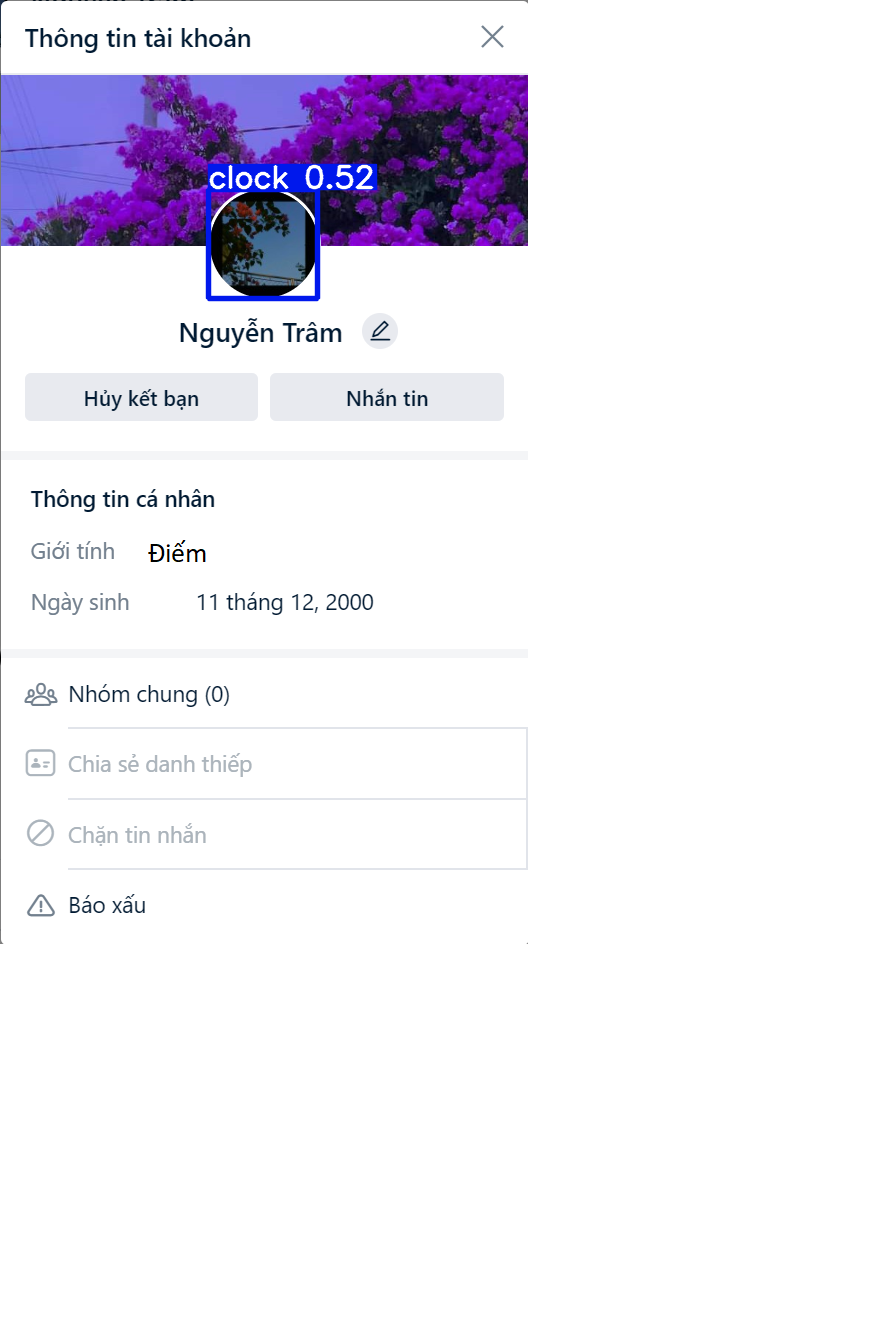 Thông tin tài khoản
clock 0.52
Nguyễn Trâm
Hủy kết bạn
Nhắn tin
Thông tin cá nhân
Giới tính Điếm
Ngày sinh 11 tháng 12, 2000
Nhóm chung (0)
Chia sẻ danh thiếp
Chặn tin nhắn
Báo xấu